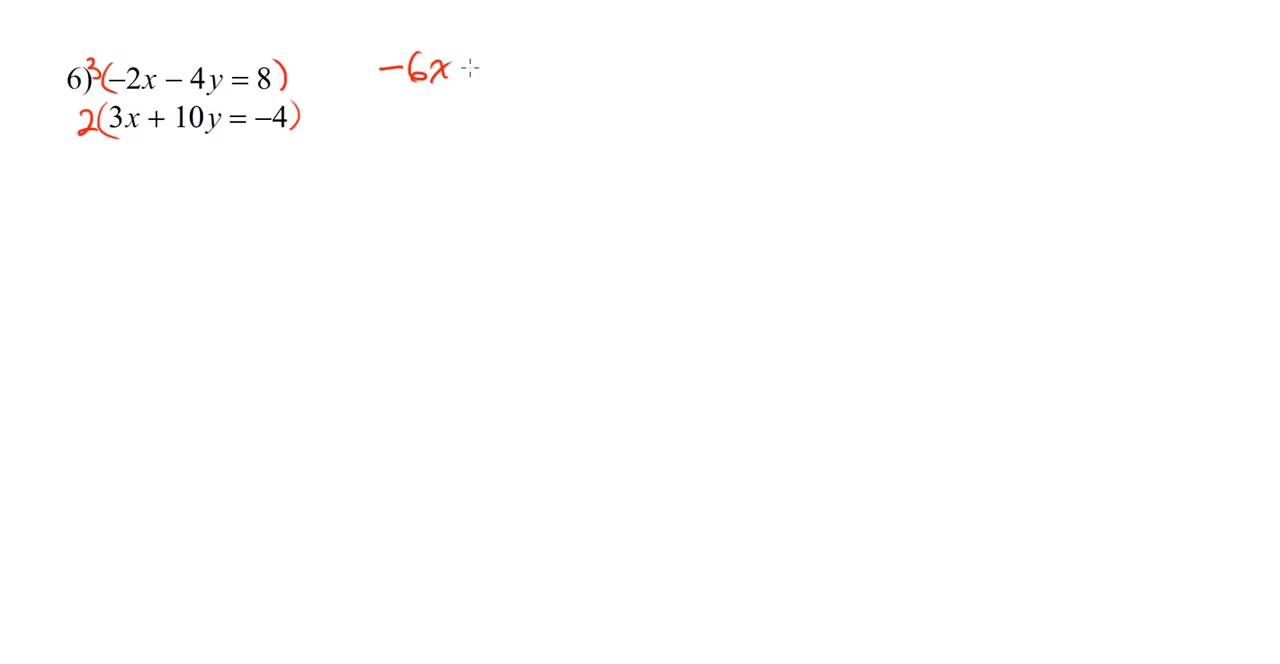 6) 3(–2x – 4y = 8)
2(3x + 10y = –4)
–6x